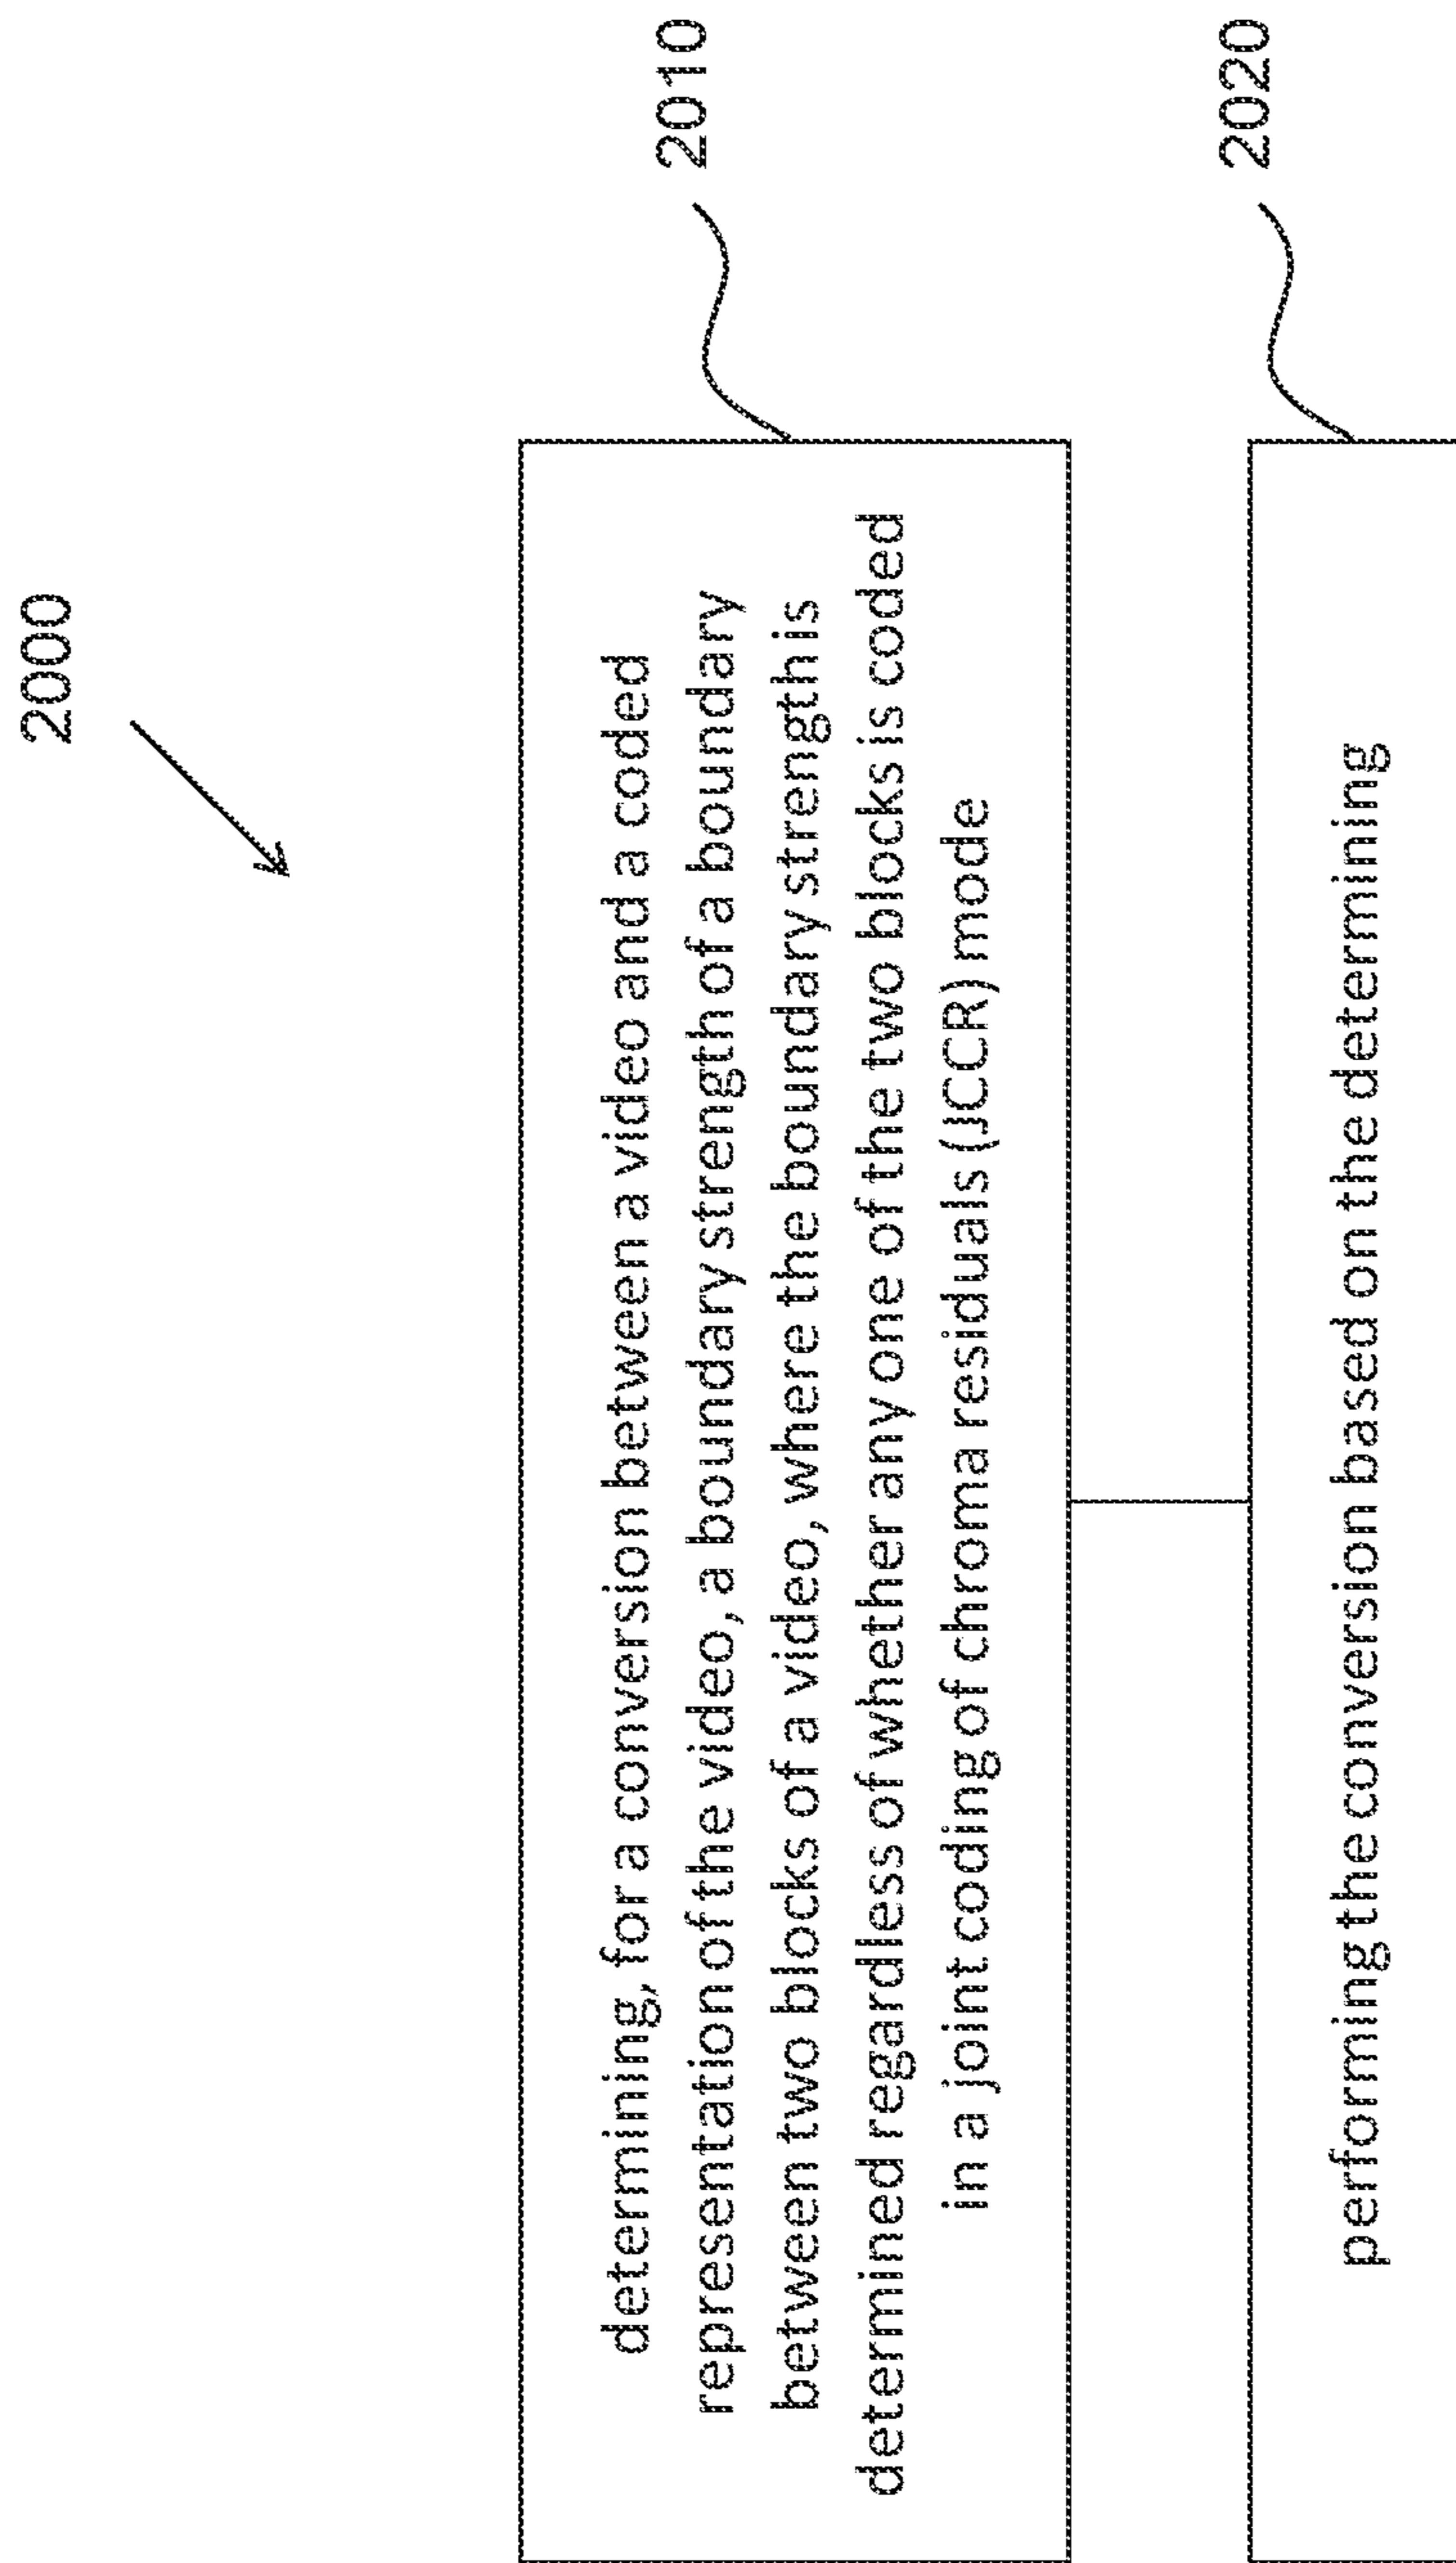 2000
2010
determining, for a conversion between a video and a coded
representation of the video, a boundary strength of a boundary
between two blocks of a video, where the boundary strength is
determined regardless of whether any one of the two blocks is coded
in a joint coding of chroma residuals (JCCR) mode
2020
performing the conversion based on the determining